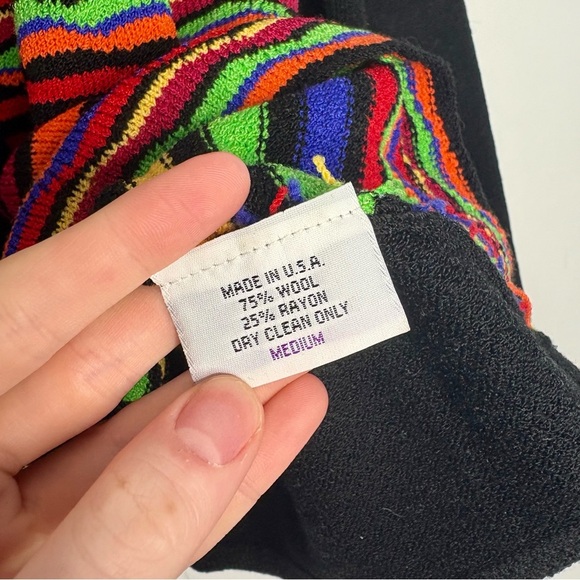 MADE IN U.S.A.
75% WOOL
25% RAYON
DRY CLEAN ONLY
MEDIUM